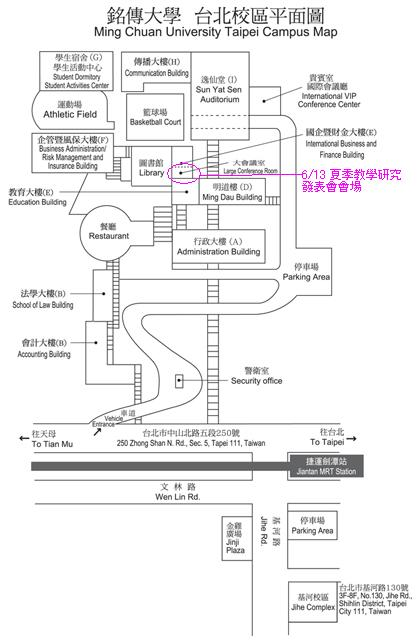 銘傳大學 台北校區平面圖
Ming Chuan University Taipei Campus Map
學生宿舍(G)
學生活動中心
Student Dormitory
Student Activities Center
傳播大樓(H)
Communication Building
逸仙堂(I)
Sun Yat Sen
Auditorium
貴賓室
國際會議廳
International VIP
Conference Center
運動場
Athletic Field
籃球場
Basketball Court
企管暨風保大樓(F)
Business Administration/
Risk Management and
Insurance Building
圖書館
Library
國企暨財金大樓(E)
International Business and
Finance Building
大會議室
Large Conference Room
6/13 夏季教學研究
發表會會場
教育大樓(E)
Education Building
明道樓(D)
Ming Dau Building
餐廳
Restaurant
行政大樓(A)
Administration Building
停車場
Parking Area
法學大樓(B)
School of Law Building
會計大樓(B)
Accounting Building
警衛室
Security office
車道
Vehicle
Entrance
往天母
To Tian Mu
台北市中山北路五段250號
250 Zhong Shan N. Rd., Sec. 5, Tapei 111, Taiwan
往台北
To Taipei
捷運劍潭站
Jiantan MRT Station
文林路
Wen Lin Rd.
金雞
廣場
Jinji
Plaza
基河路
Jihe Rd.
停車場
Parking Area
基河校區
Jihe Complex
台北市基河路130號
3F-8F, No.130, Jihe Rd.,
Shihlin District, Taipei
City 111, Taiwan